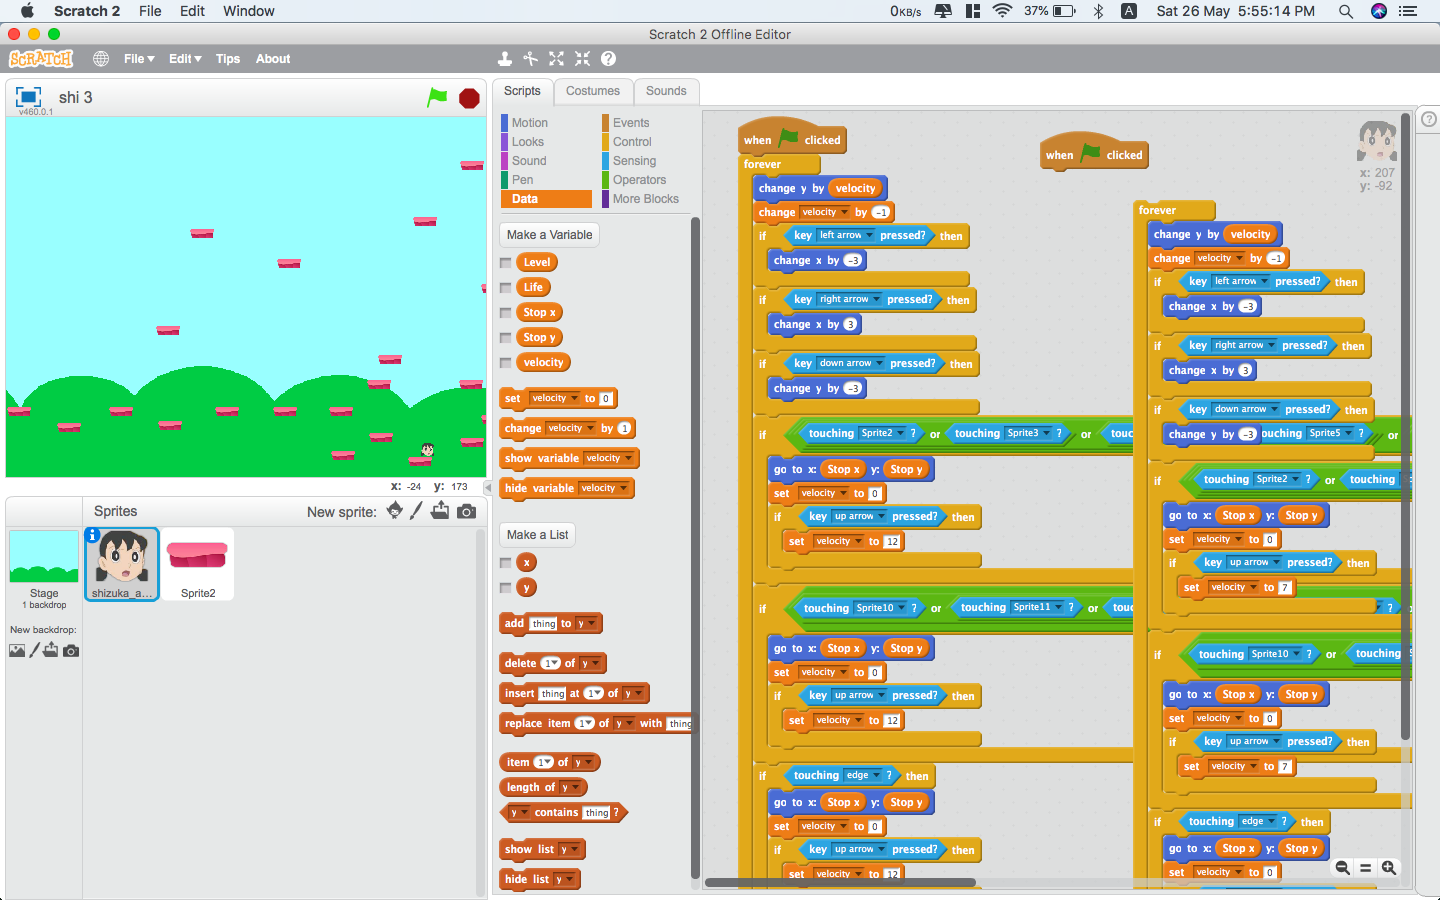 Scratch 2 File Edit Window
0KB/s 37% A Sat 26 May 5:55:14 PM
Scratch 2 Offline Editor
SCRATCH File Edit Tips About
shi 3
v460.0.1
x: -24 y: 173
Sprites New sprite:
Stage
1 backdrop
New backdrop:
shizuka_a...
Sprite2
Scripts Costumes Sounds
Motion Events
Looks Control
Sound Sensing
Pen Operators
Data More Blocks
Make a Variable
Level
Life
Stop x
Stop y
velocity
set velocity to 0
change velocity by 1
show variable velocity
hide variable velocity
Make a List
x
y
add thing to y
delete 1 of y
insert thing at 1 of y
replace item 1 of y with thing
item 1 of y
length of y
y contains thing ?
show list y
hide list y
when clicked
forever
change y by velocity
change velocity by -1
if key left arrow pressed? then
change x by -3
if key right arrow pressed? then
change x by 3
if key down arrow pressed? then
change y by -3
if touching Sprite2 ? or touching Sprite3 ? or
go to x: Stop x y: Stop y
set velocity to 0
if key up arrow pressed? then
set velocity to 12
if touching Sprite10 ? or touching Sprite11 ? or
go to x: Stop x y: Stop y
set velocity to 0
if key up arrow pressed? then
set velocity to 12
if touching edge ? then
go to x: Stop x y: Stop y
set velocity to 0
if key up arrow pressed? then
set velocity to 12
when clicked
x: 207
y: -92
forever
change y by velocity
change velocity by -1
if key left arrow pressed? then
change x by -3
if key right arrow pressed? then
change x by 3
if key down arrow pressed? then
change y by -3
Sprite5 ? or
if touching Sprite2 ? or touching
go to x: Stop x y: Stop y
set velocity to 0
if key up arrow pressed? then
set velocity to 7
if touching Sprite10 ? or touching
go to x: Stop x y: Stop y
set velocity to 0
if key up arrow pressed? then
set velocity to 7
if touching edge ? then
go to x: Stop x y: Stop y
set velocity to 0